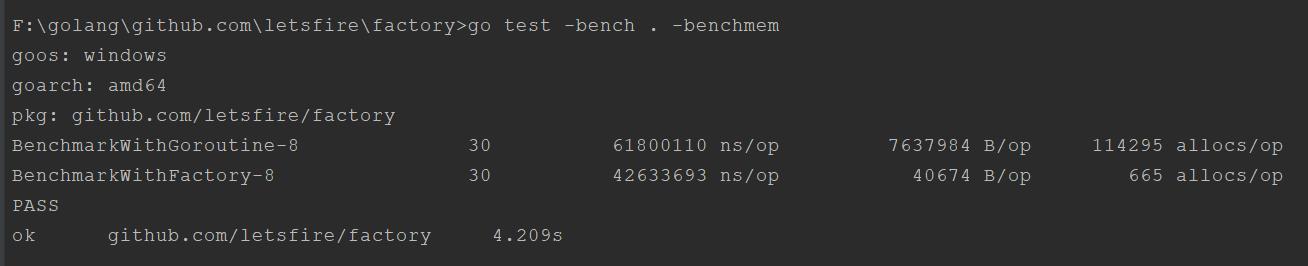 F:\golang\github.com\letsfire\factory>go test -bench . -benchmem
goos: windows
goarch: amd64
pkg: github.com/letsfire/factory
BenchmarkWithGoroutine-8 30 61800110 ns/op 7637984 B/op 114295 allocs/op
BenchmarkWithFactory-8 30 42633693 ns/op 40674 B/op 665 allocs/op
PASS
ok github.com/letsfire/factory 4.209s